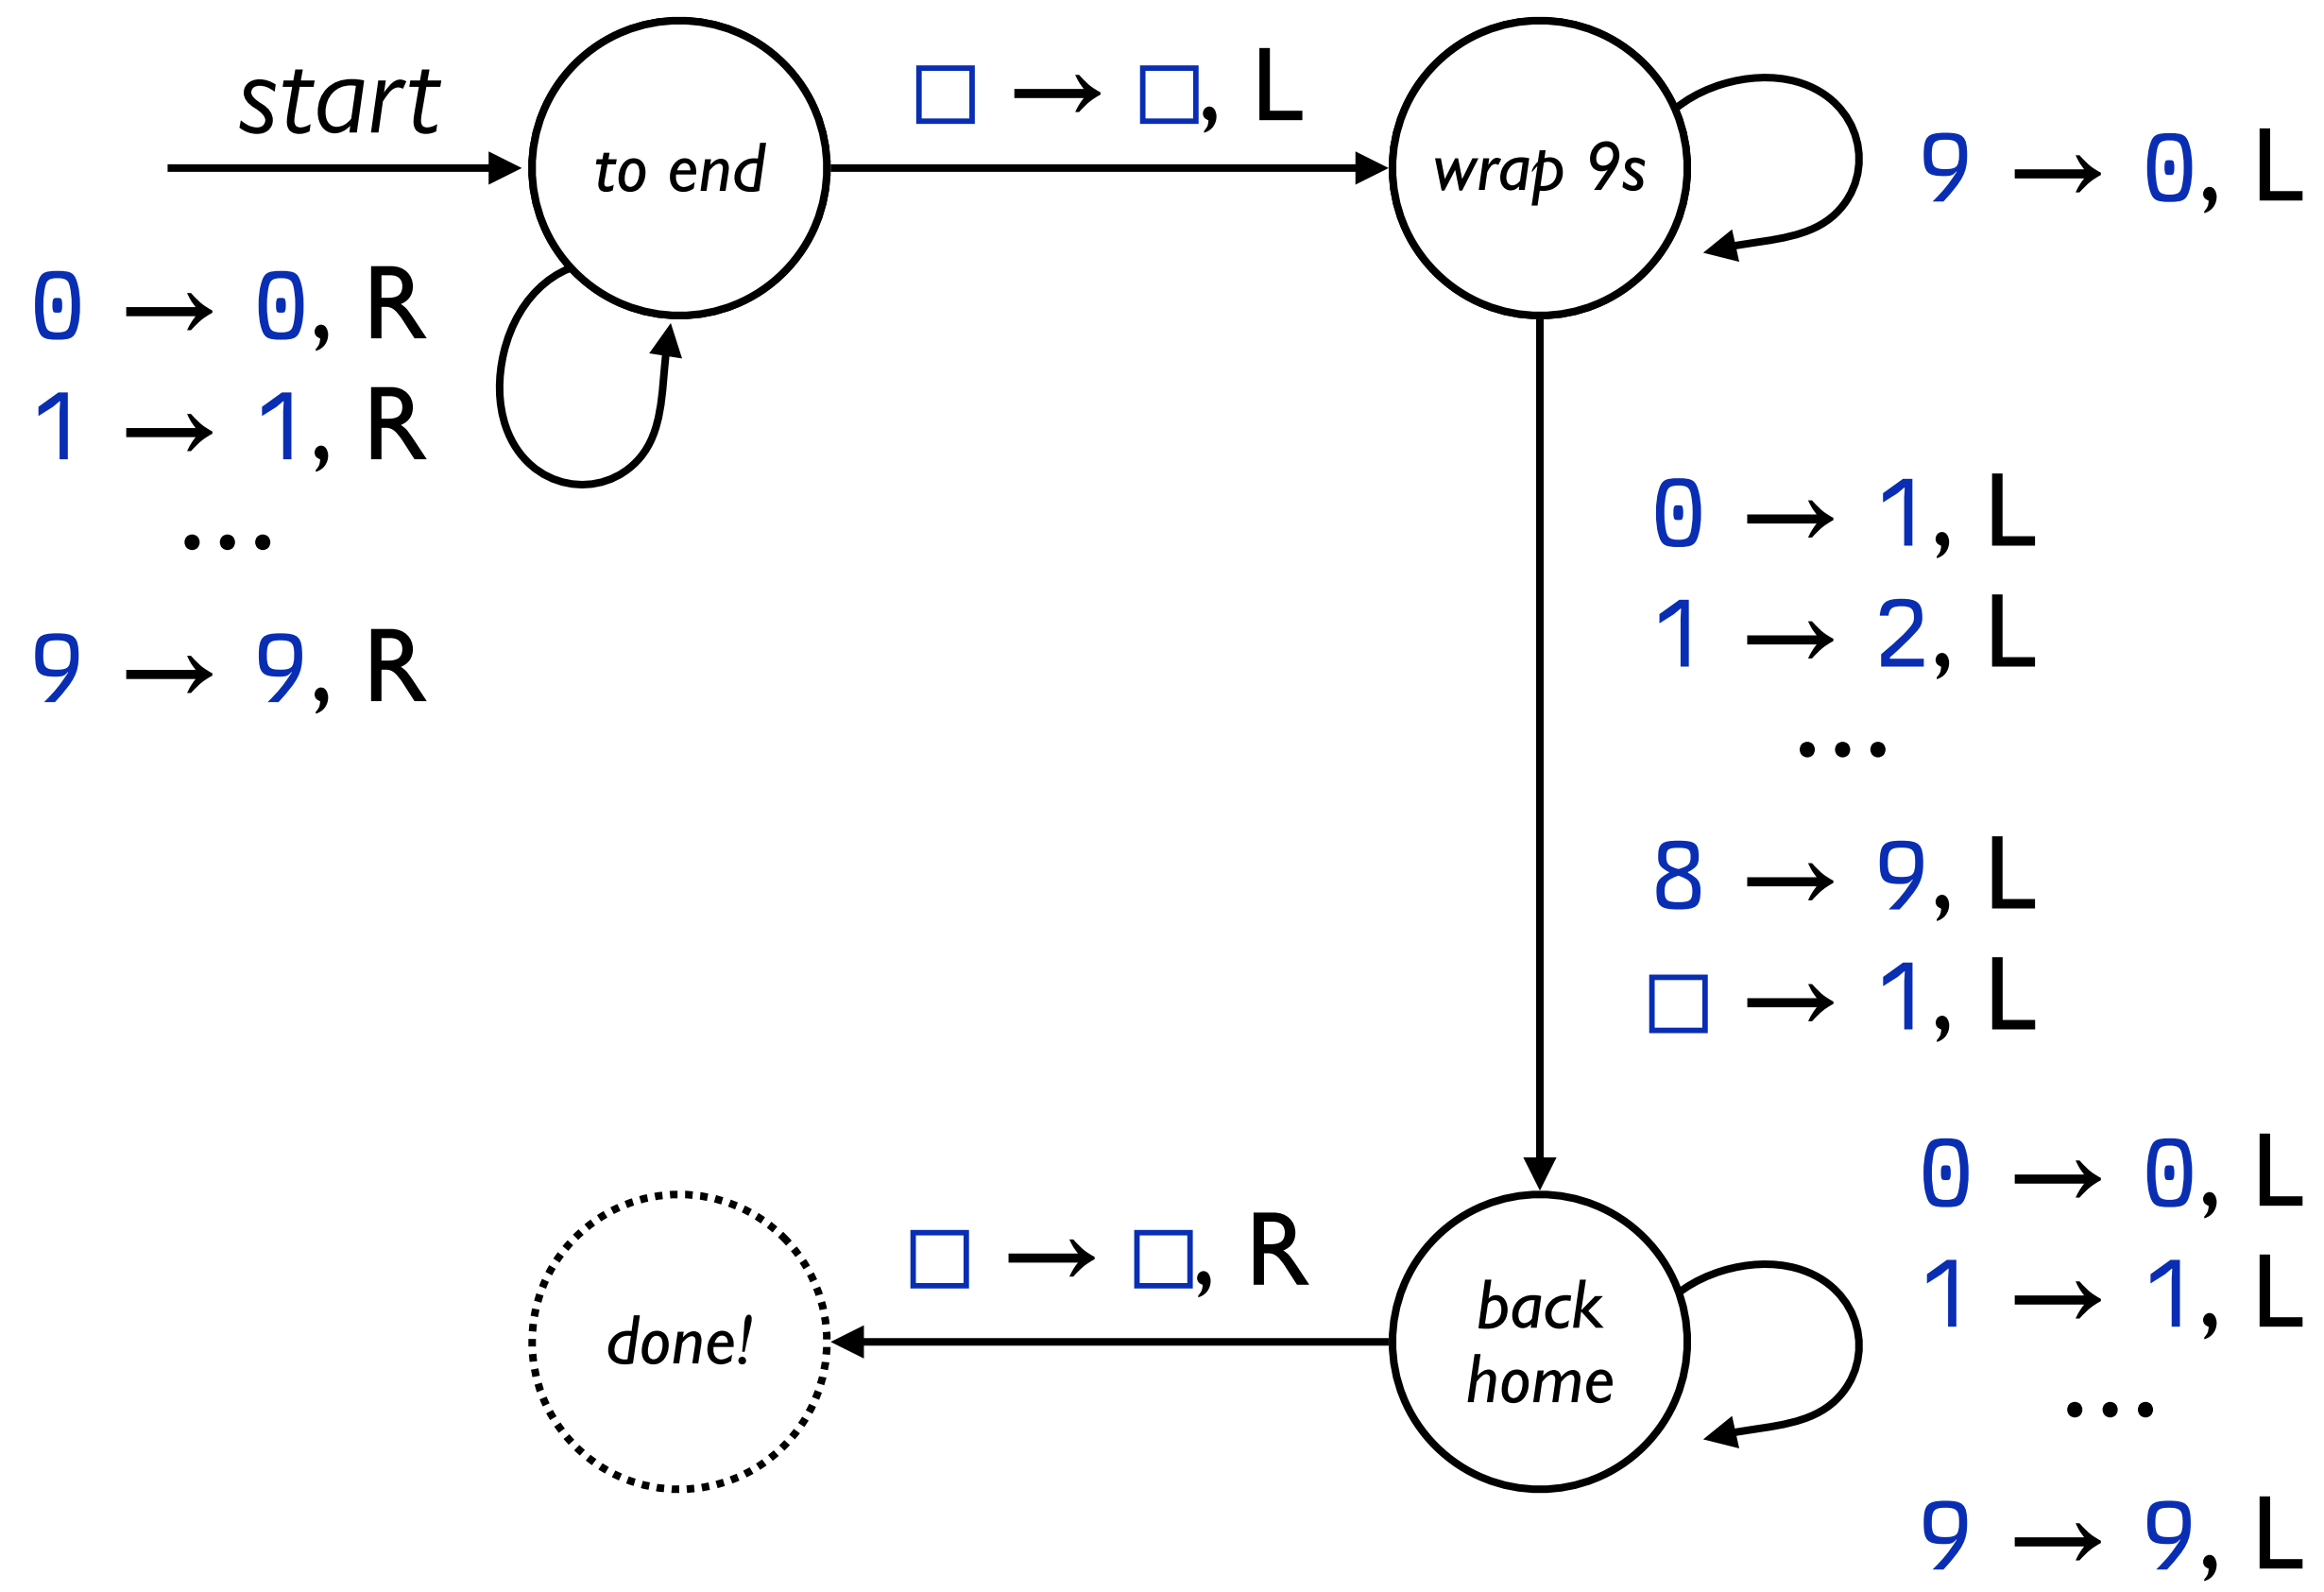 start
to end
□ → □, L
wrap 9s
9 → 0, L
0 → 0, R
1 → 1, R
...
9 → 9, R
0 → 1, L
1 → 2, L
...
8 → 9, L
□ → 1, L
done!
□ → □, R
back
home
0 → 0, L
1 → 1, L
...
9 → 9, L